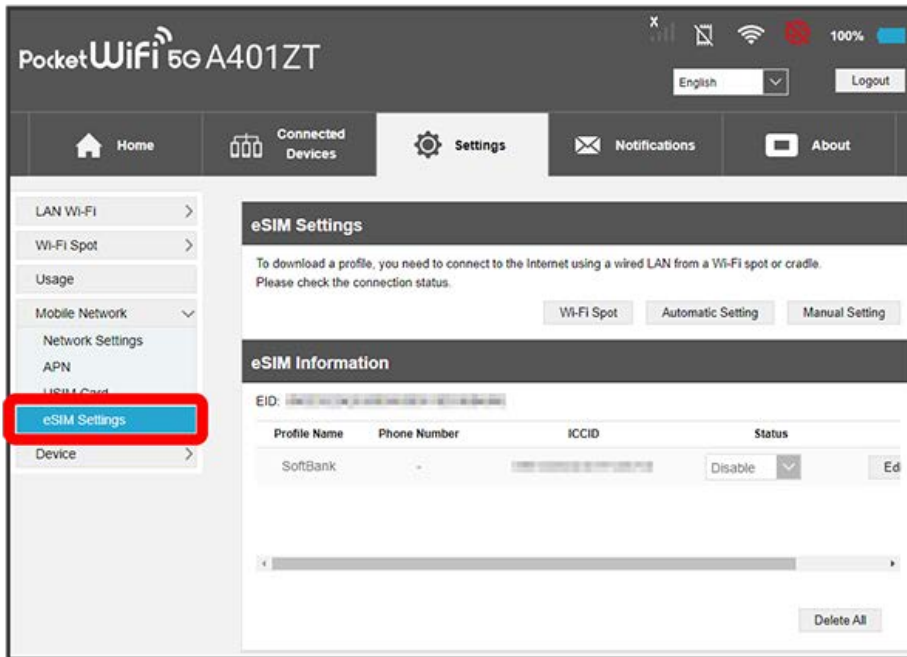 x
Pocket WiFi 5G A401ZT
100%
English
Logout
Home
Connected
Devices
Settings
Notifications
About
LAN Wi-Fi
Wi-Fi Spot
Usage
Mobile Network
Network Settings
APN
USIM Card
eSIM Settings
Device
eSIM Settings
To download a profile, you need to connect to the Internet using a wired LAN from a Wi-Fi spot or cradle.
Please check the connection status.
Wi-Fi Spot Automatic Setting Manual Setting
eSIM Information
EID:
Profile Name Phone Number ICCID Status
SoftBank - Disable Ed
Delete All